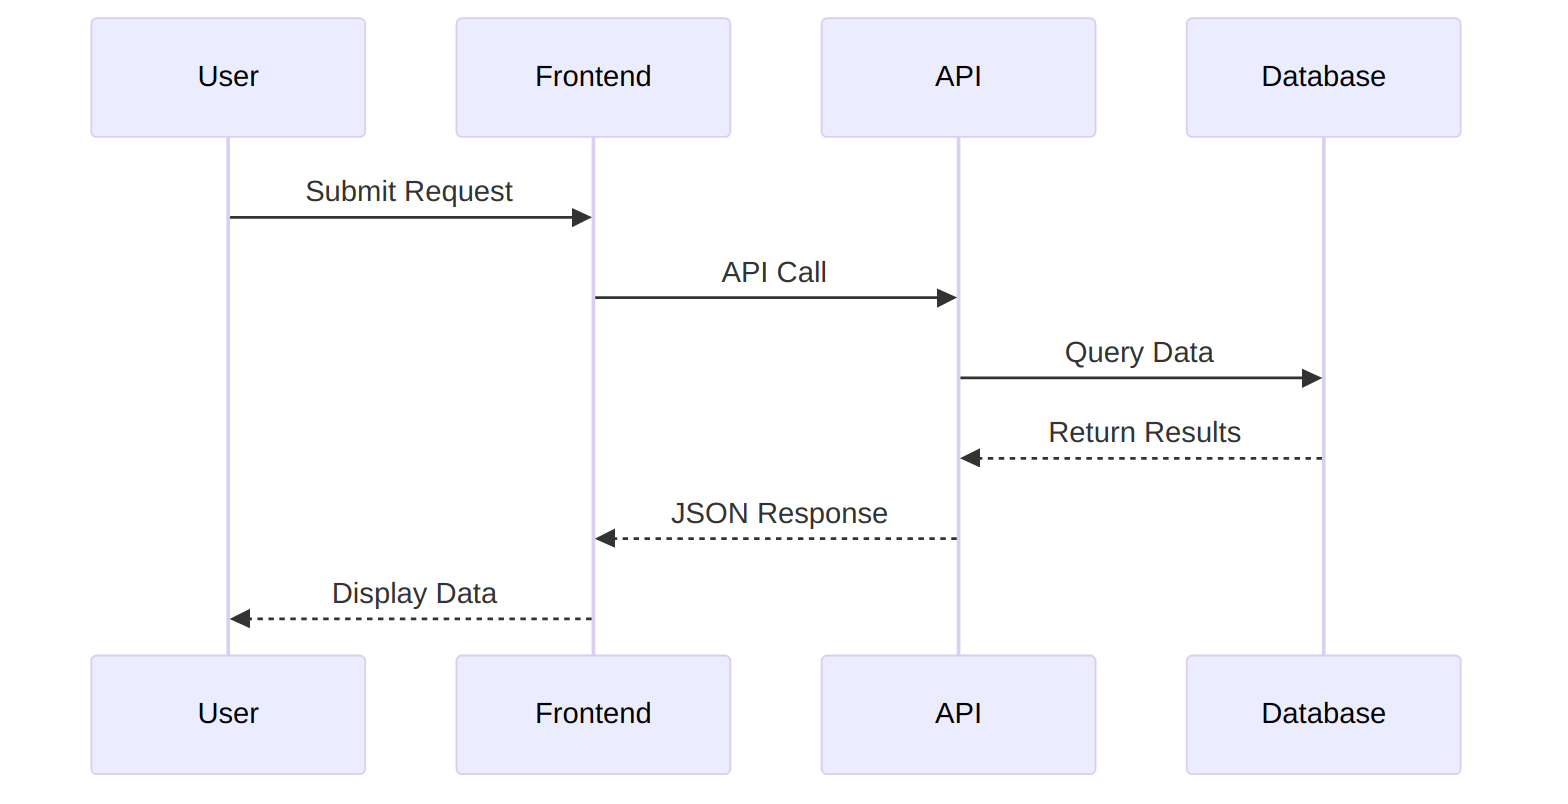 User
Frontend
API
Database
Submit Request
API Call
Query Data
Return Results
JSON Response
Display Data
User
Frontend
API
Database